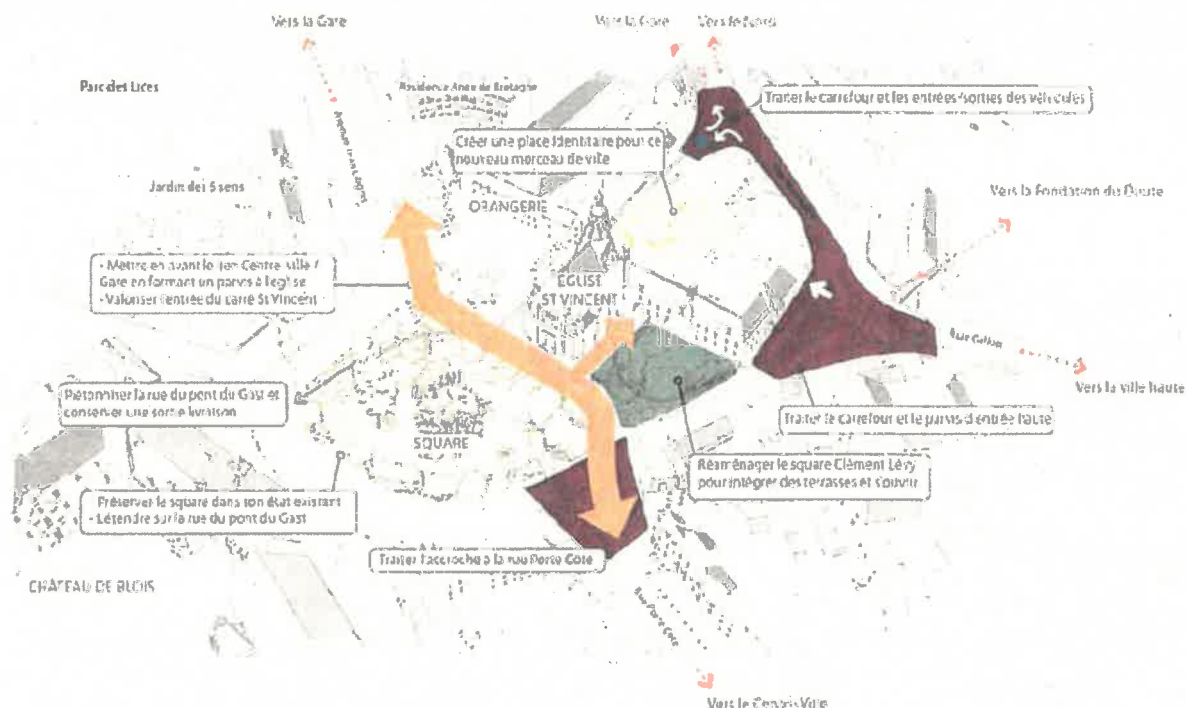 Vers la Gare
Vers la Gare
Parc des Lices
Résidence Anne de Bretagne
Traiter le carrefour et les entrées/sorties des véhicules
Créer une place identitaire pour ce
nouveau morceau de ville
Jardin des 5 sens
ORANGERIE
Vers la Fondation du Doute
- Mettre en avant le lien Centre-ville /
Gare en formant un parvis à l'église
- Valoriser l'entrée du carré St Vincent
EGLISE
ST VINCENT
Rue Gallois
Vers la ville haute
Piétonniser la rue du pont du Gast et
conserver une sortie livraison
Traiter le carrefour et le parvis d'entrée haute
SQUARE
Réaménager le square Clément Lévy
pour intégrer des terrasses et s'ouvrir
- Préserver le square dans son état existant
- L'étendre sur la rue du pont du Gast
Traiter l'accroche à la rue Porte Côté
CHÂTEAU DE BLOIS
Rue Porte Côté
Vers le Centre-Ville